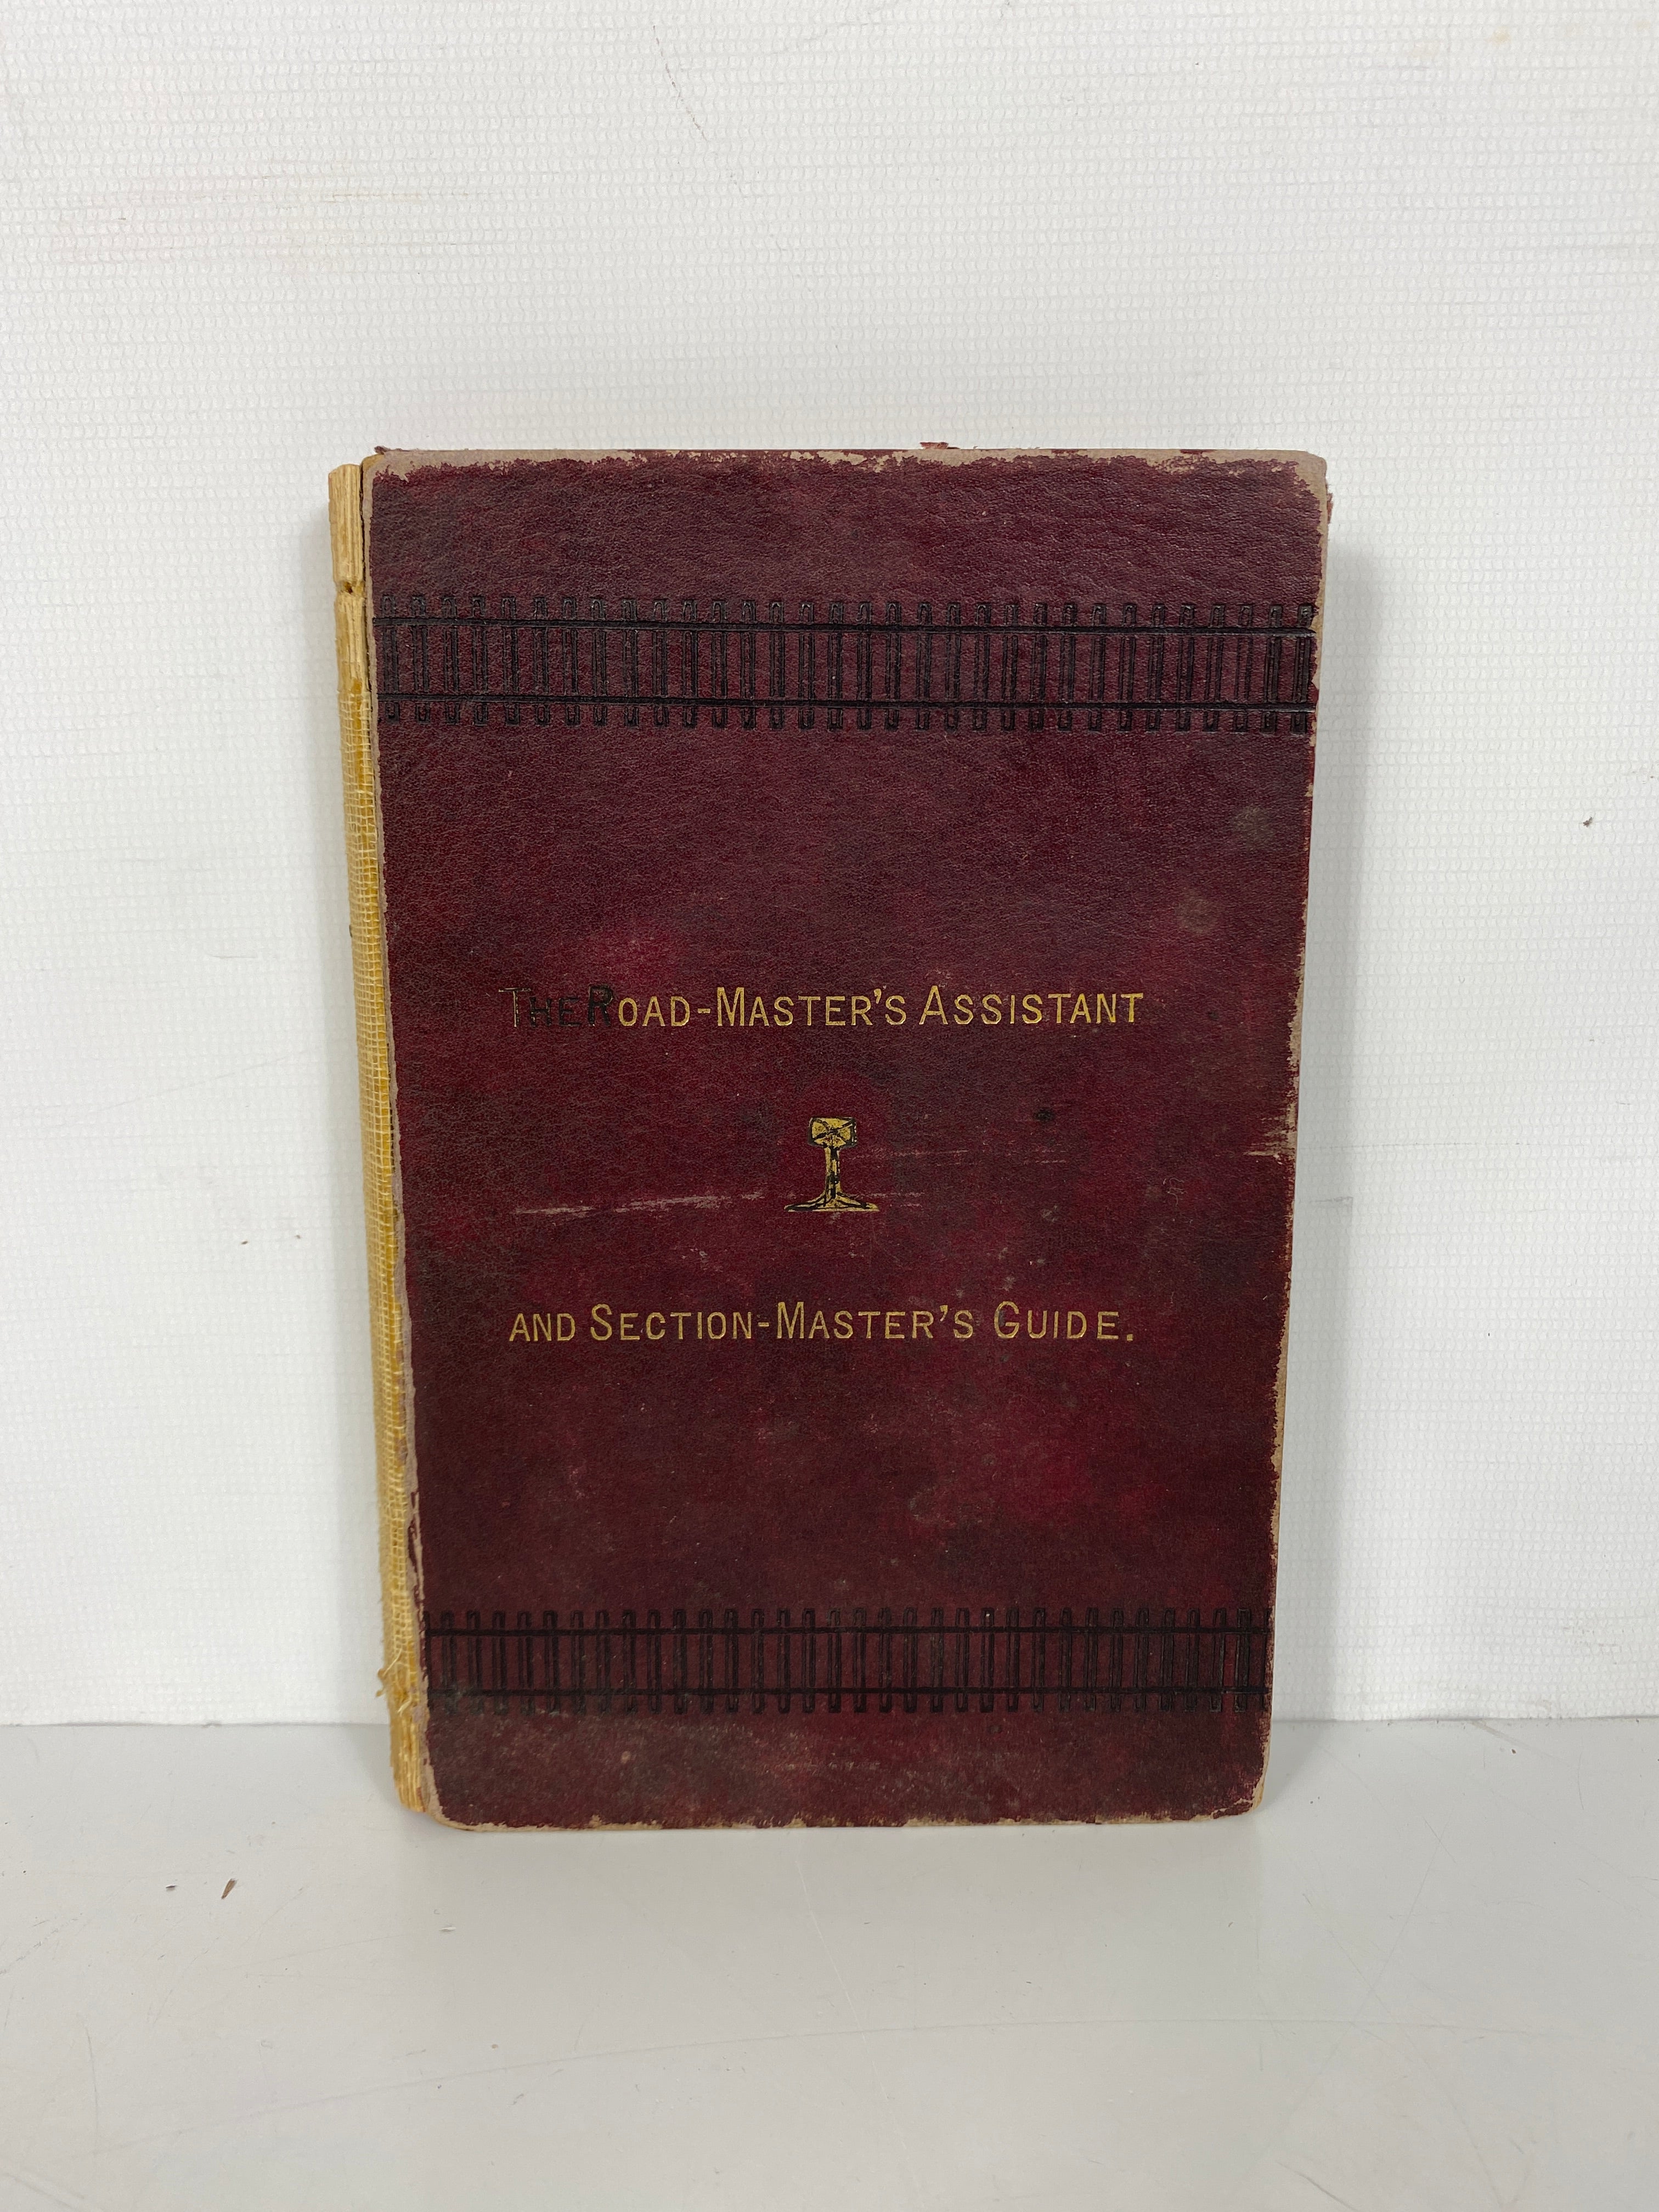 The Road-Master's Assistant
and Section-Master's Guide.